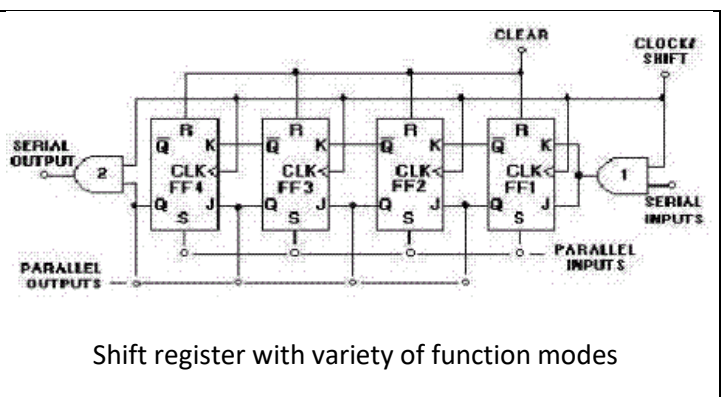 CLEAR
CLOCK/
SHIFT
R R R R
Q K Q K Q K Q K
SERIAL
OUTPUT
2
CLK CLK CLK CLK
FF4 FF3 FF2 FF1
1
Q J Q J Q J Q J
SERIAL
INPUTS
S S S S
PARALLEL
INPUTS
PARALLEL
OUTPUTS
Shift register with variety of function modes